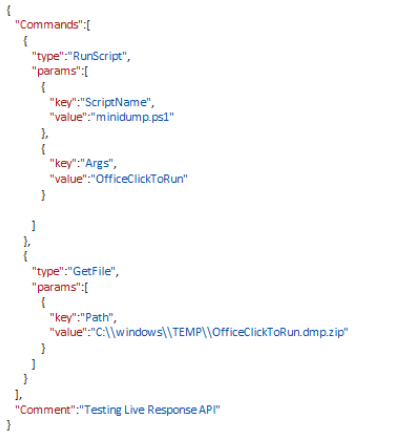 {
"Commands":[
{
"type":"RunScript",
"params":[
{
"key":"ScriptName",
"value":"minidump.ps1"
},
{
"key":"Args",
"value":"OfficeClickToRun"
}
]
},
{
"type":"GetFile",
"params":[
{
"key":"Path",
"value":"C:\\windows\\TEMP\\OfficeClickToRun.dmp.zip"
}
]
}
],
"Comment":"Testing Live Response API"
}